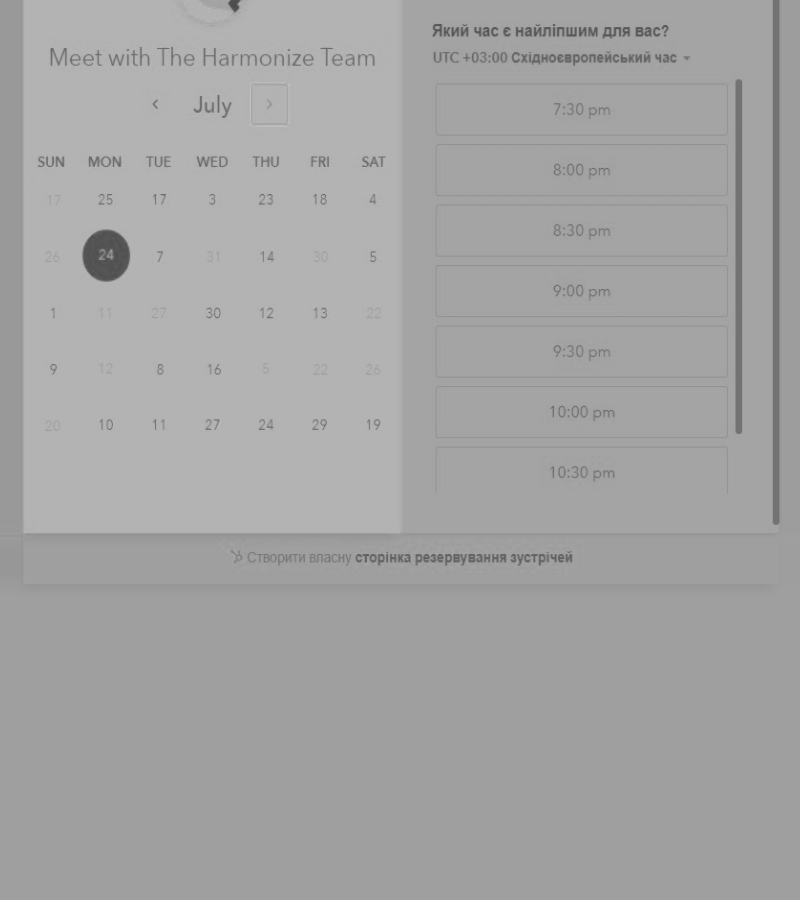 Meet with The Harmonize Team
July
SUN MON TUE WED THU FRI SAT
17 25 17 3 23 18 4
26 24 7 31 14 30 5
1 11 27 30 12 13 22
9 12 8 16 5 22 26
20 10 11 27 24 29 19
Який час є найліпшим для вас?
UTC +03:00 Східноєвропейський час
7:30 pm
8:00 pm
8:30 pm
9:00 pm
9:30 pm
10:00 pm
10:30 pm
Створити власну сторінка резервування зустрічей